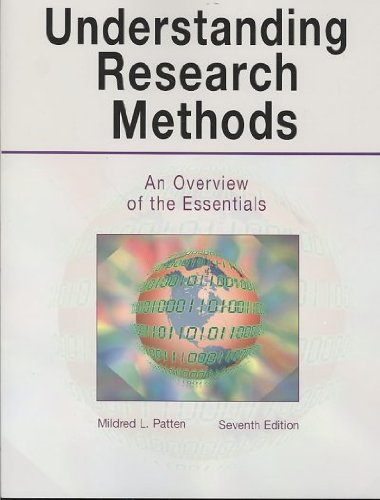 Understanding
Research
Methods
An Overview
of the Essentials
Mildred L. Patten Seventh Edition